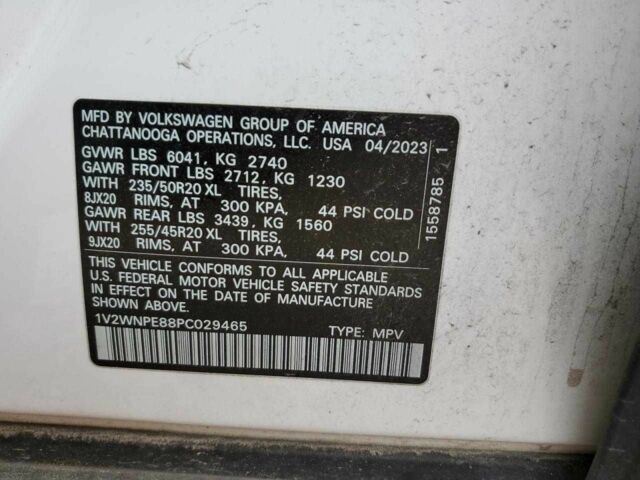 MFD BY VOLKSWAGEN GROUP OF AMERICA
CHATTANOOGA OPERATIONS, LLC. USA 04/2023
GVWR LBS 6041, KG 2740
GAWR FRONT LBS 2712, KG 1230
WITH 235/50R20 XL TIRES,
8JX20 RIMS, AT 300 KPA, 44 PSI COLD
GAWR REAR LBS 3439, KG 1560
WITH 255/45R20 XL TIRES,
9JX20 RIMS, AT 300 KPA, 44 PSI COLD
THIS VEHICLE CONFORMS TO ALL APPLICABLE
U.S. FEDERAL MOTOR VEHICLE SAFETY STANDARDS
IN EFFECT ON THE DATE OF MANUFACTURE
SHOWN ABOVE.
1V2WNPE88PC029465 TYPE: MPV
1558785 1